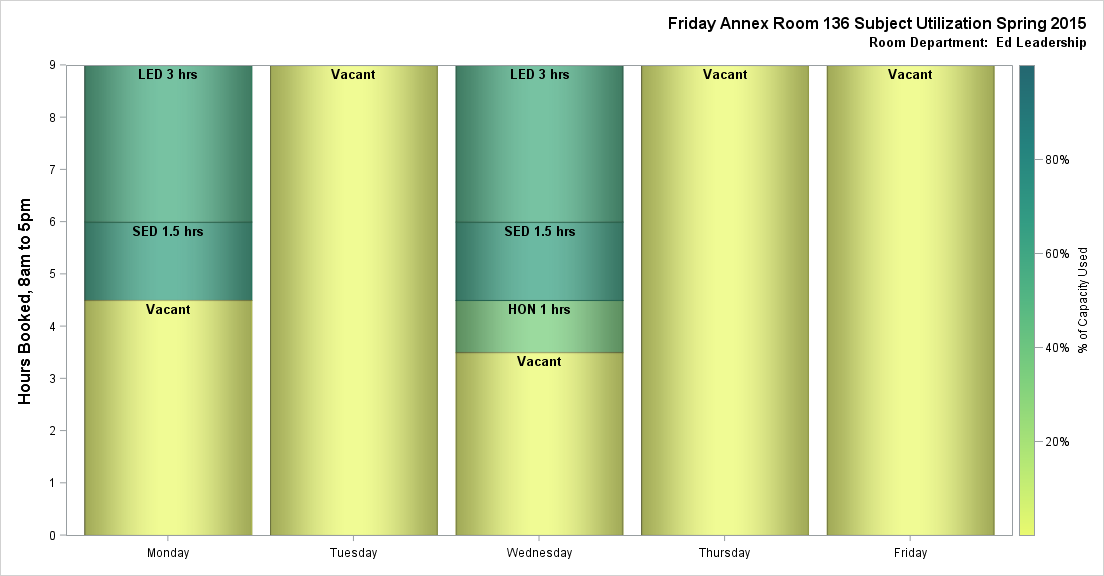 Friday Annex Room 136 Subject Utilization Spring 2015
Room Department:  Ed Leadership
Hours Booked, 8am to 5pm
9
8
7
6
5
4
3
2
1
0
LED 3 hrs
SED 1.5 hrs
Vacant
Vacant
LED 3 hrs
SED 1.5 hrs
HON 1 hrs
Vacant
Vacant
Vacant
Monday
Tuesday
Wednesday
Thursday
Friday
80%
60%
40%
20%
% of Capacity Used